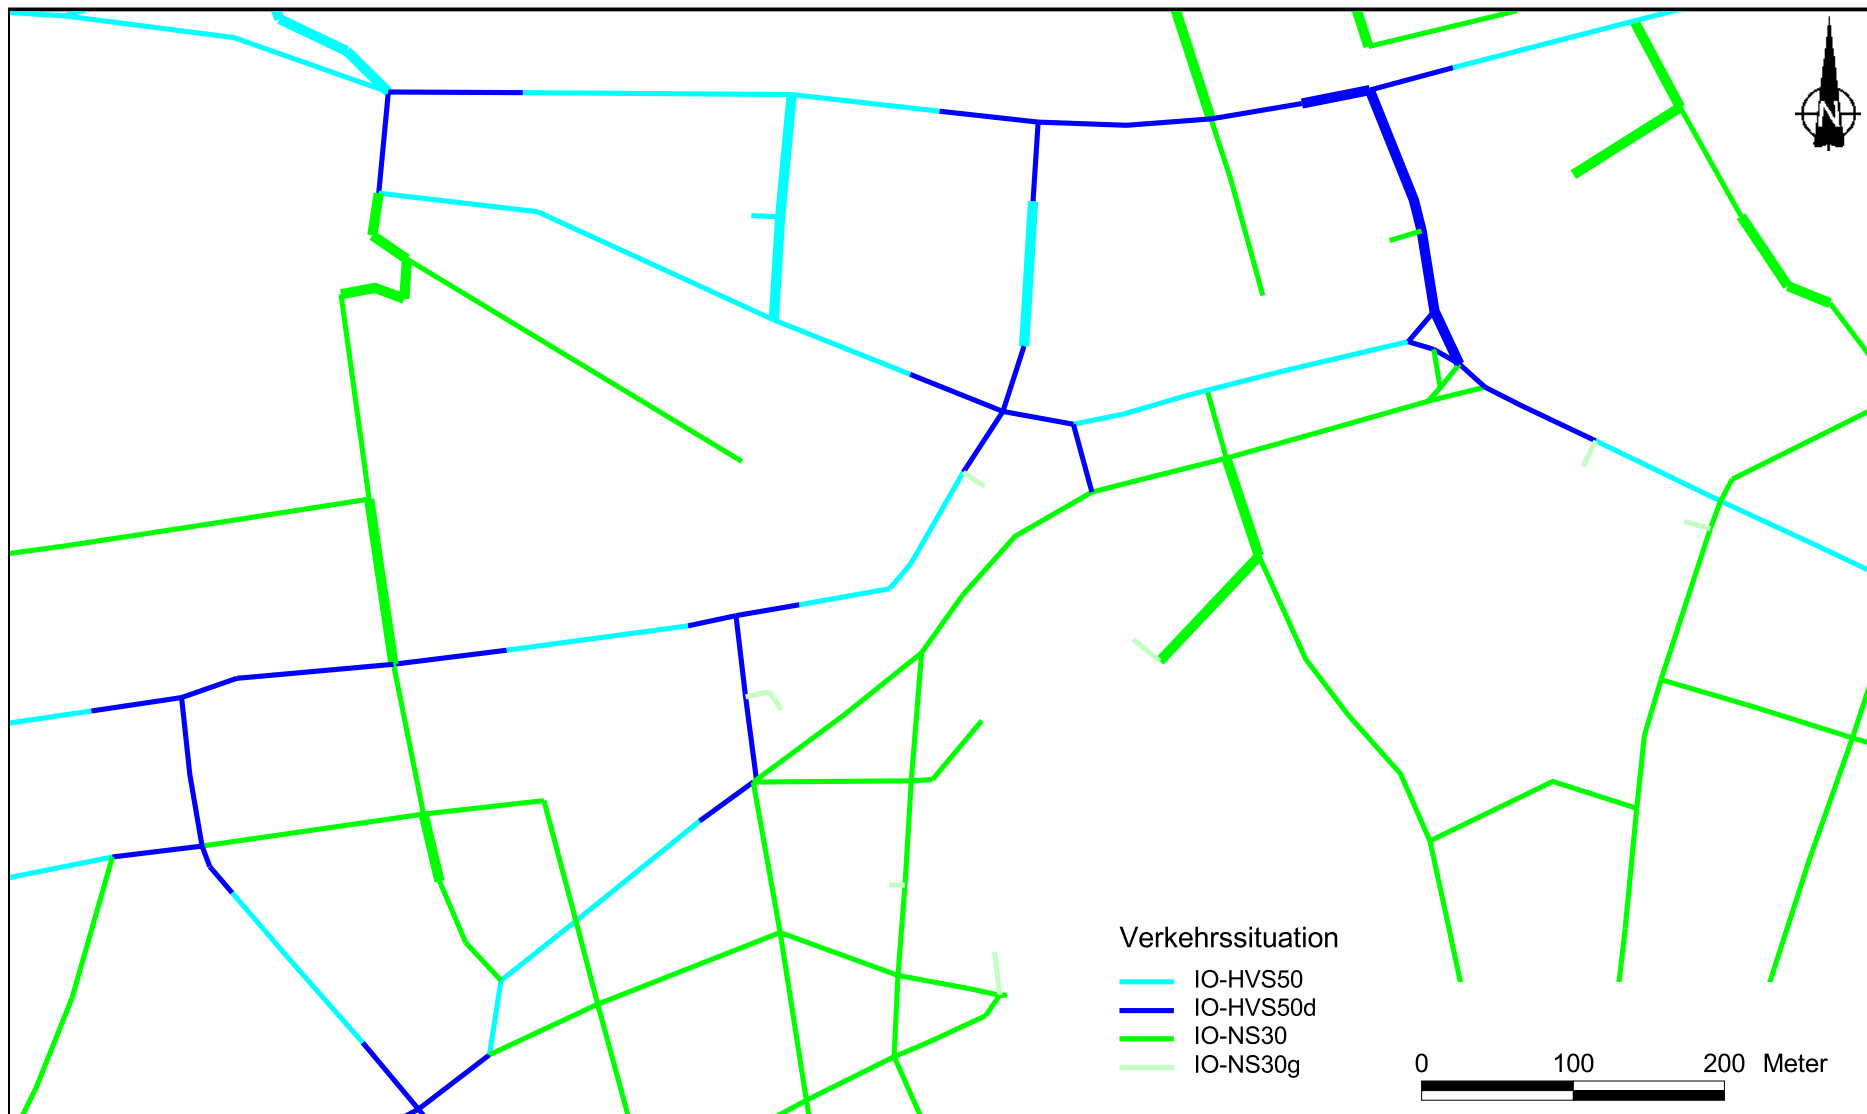 N
Verkehrssituation
IO-HVS50
IO-HVS50d
IO-NS30
IO-NS30g
0 100 200 Meter